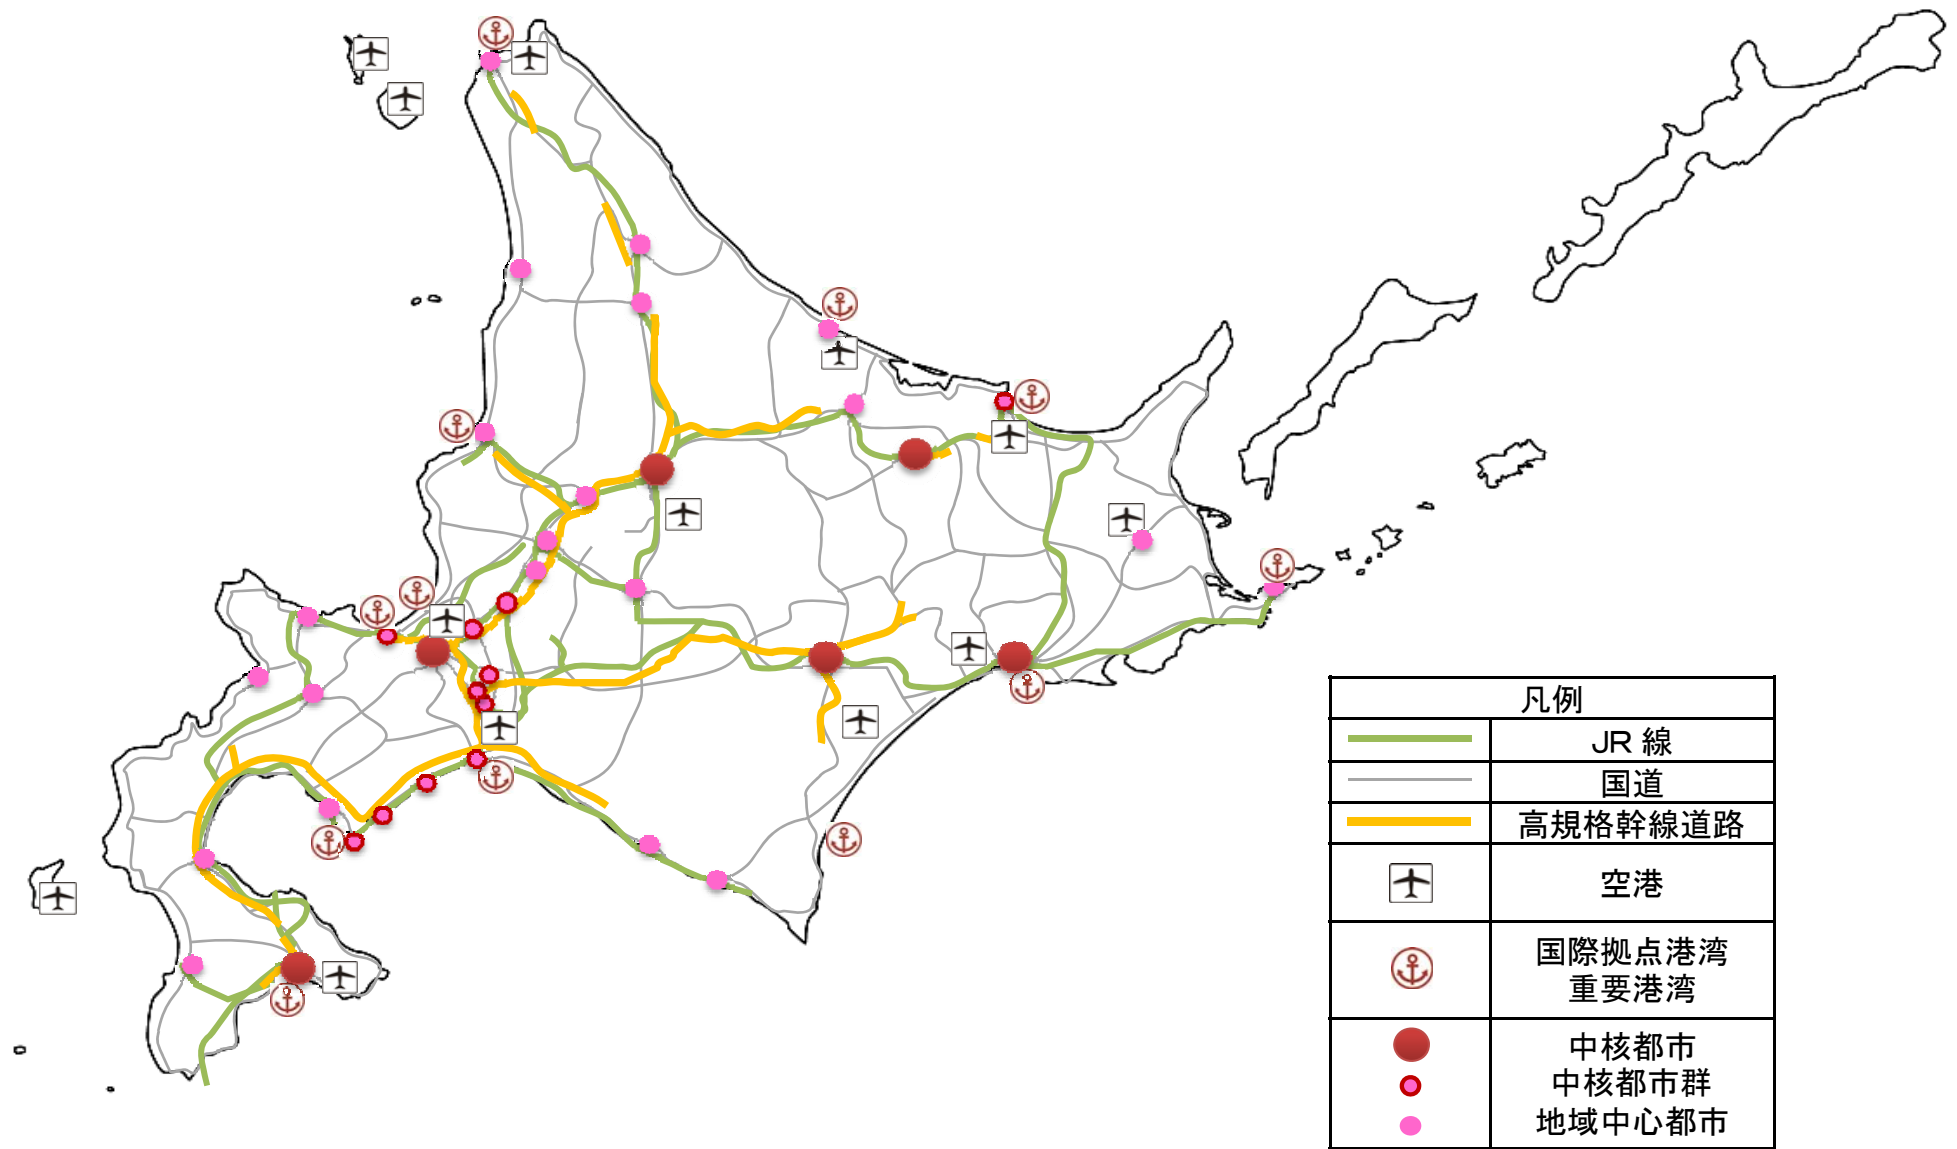 凡例
JR 線
国道
高規格幹線道路
空港
国際拠点港湾
重要港湾
中核都市
中核都市群
地域中心都市